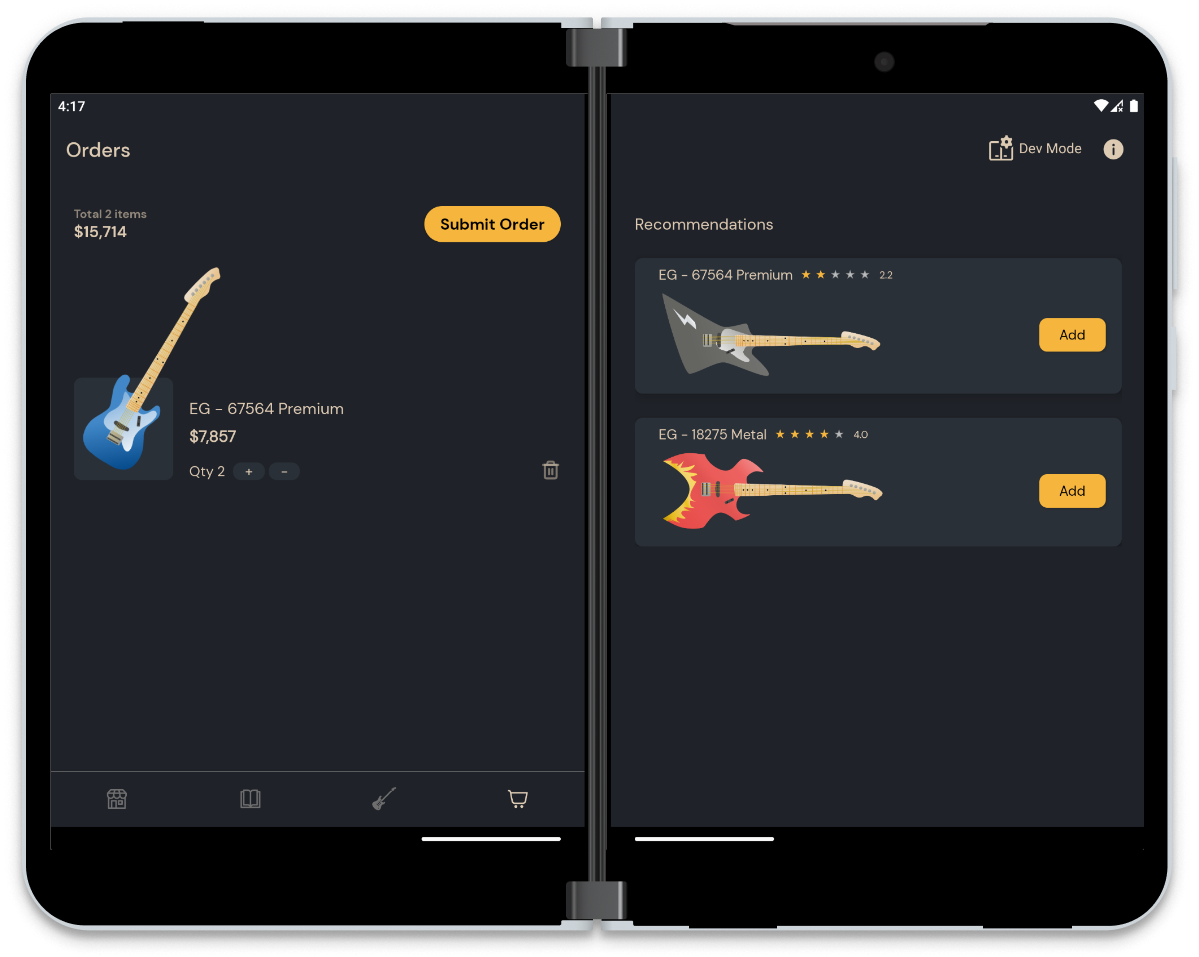 4:17
Orders
Dev Mode
Total 2 items
$15,714
Submit Order
EG - 67564 Premium
$7,857
Qty 2 + -
Recommendations
EG - 67564 Premium 2.2
Add
EG - 18275 Metal 4.0
Add